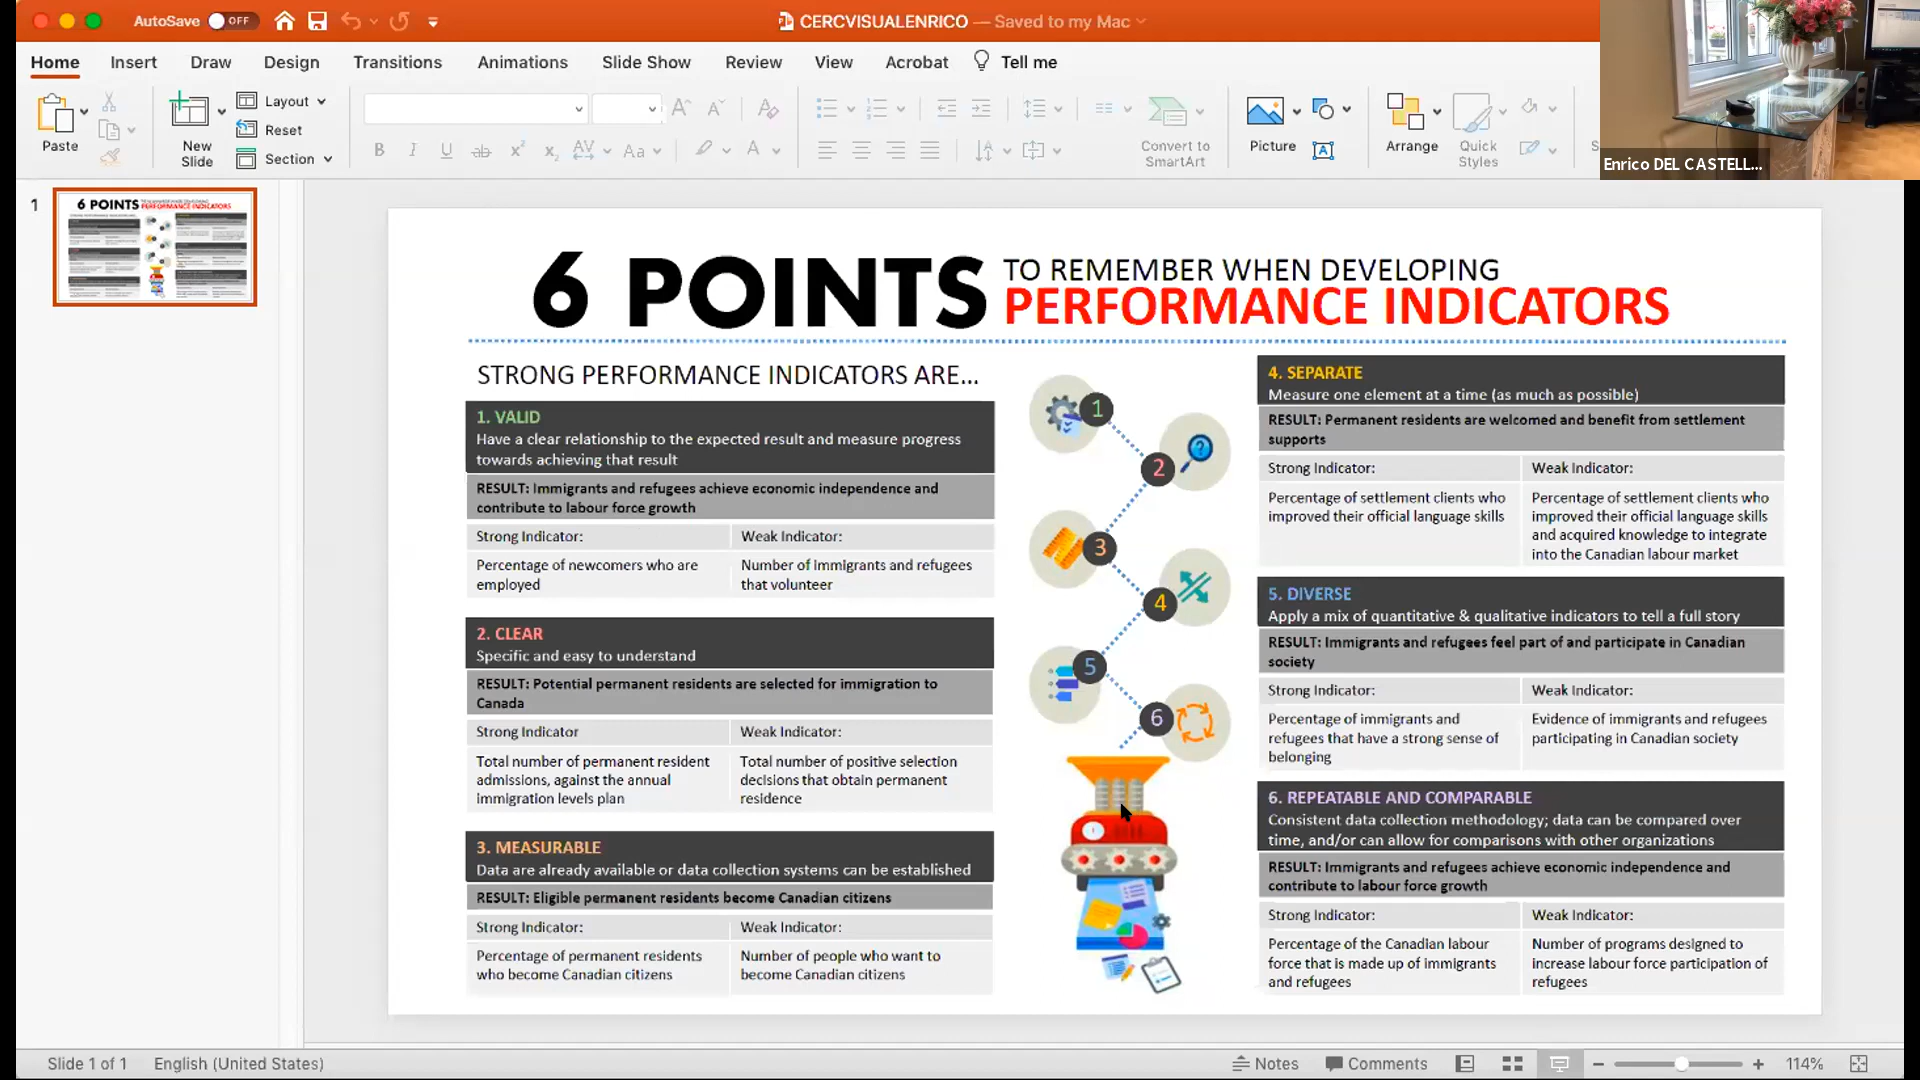 AutoSave OFF
CERCVISUALENRICO — Saved to my Mac
Home Insert Draw Design Transitions Animations Slide Show Review View Acrobat Tell me
Paste
New Slide
Layout
Reset
Section
B I U ab x² x₂ AV Aa A
Convert to SmartArt
Picture
Arrange
Quick Styles
Enrico DEL CASTELL...
1
6 POINTS TO REMEMBER WHEN DEVELOPING
PERFORMANCE INDICATORS
STRONG PERFORMANCE INDICATORS ARE...
1. VALID
Have a clear relationship to the expected result and measure progress
towards achieving that result
RESULT: Immigrants and refugees achieve economic independence and
contribute to labour force growth
Strong Indicator:
Percentage of newcomers who are
employed
Weak Indicator:
Number of immigrants and refugees
that volunteer
2. CLEAR
Specific and easy to understand
RESULT: Potential permanent residents are selected for immigration to
Canada
Strong Indicator
Total number of permanent resident
admissions, against the annual
immigration levels plan
Weak Indicator:
Total number of positive selection
decisions that obtain permanent
residence
3. MEASURABLE
Data are already available or data collection systems can be established
RESULT: Eligible permanent residents become Canadian citizens
Strong Indicator:
Percentage of permanent residents
who become Canadian citizens
Weak Indicator:
Number of people who want to
become Canadian citizens
1
2
3
4
5
6
4. SEPARATE
Measure one element at a time (as much as possible)
RESULT: Permanent residents are welcomed and benefit from settlement
supports
Strong Indicator:
Percentage of settlement clients who
improved their official language skills
Weak Indicator:
Percentage of settlement clients who
improved their official language skills
and acquired knowledge to integrate
into the Canadian labour market
5. DIVERSE
Apply a mix of quantitative & qualitative indicators to tell a full story
RESULT: Immigrants and refugees feel part of and participate in Canadian
society
Strong Indicator:
Percentage of immigrants and
refugees that have a strong sense of
belonging
Weak Indicator:
Evidence of immigrants and refugees
participating in Canadian society
6. REPEATABLE AND COMPARABLE
Consistent data collection methodology; data can be compared over
time, and/or can allow for comparisons with other organizations
RESULT: Immigrants and refugees achieve economic independence and
contribute to labour force growth
Strong Indicator:
Percentage of the Canadian labour
force that is made up of immigrants
and refugees
Weak Indicator:
Number of programs designed to
increase labour force participation of
refugees
Slide 1 of 1 English (United States)
Notes Comments 114%